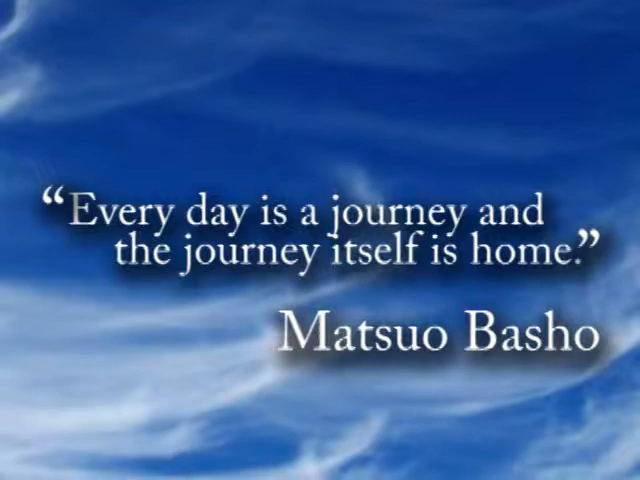 “Every day is a journey and
the journey itself is home.”
Matsuo Basho